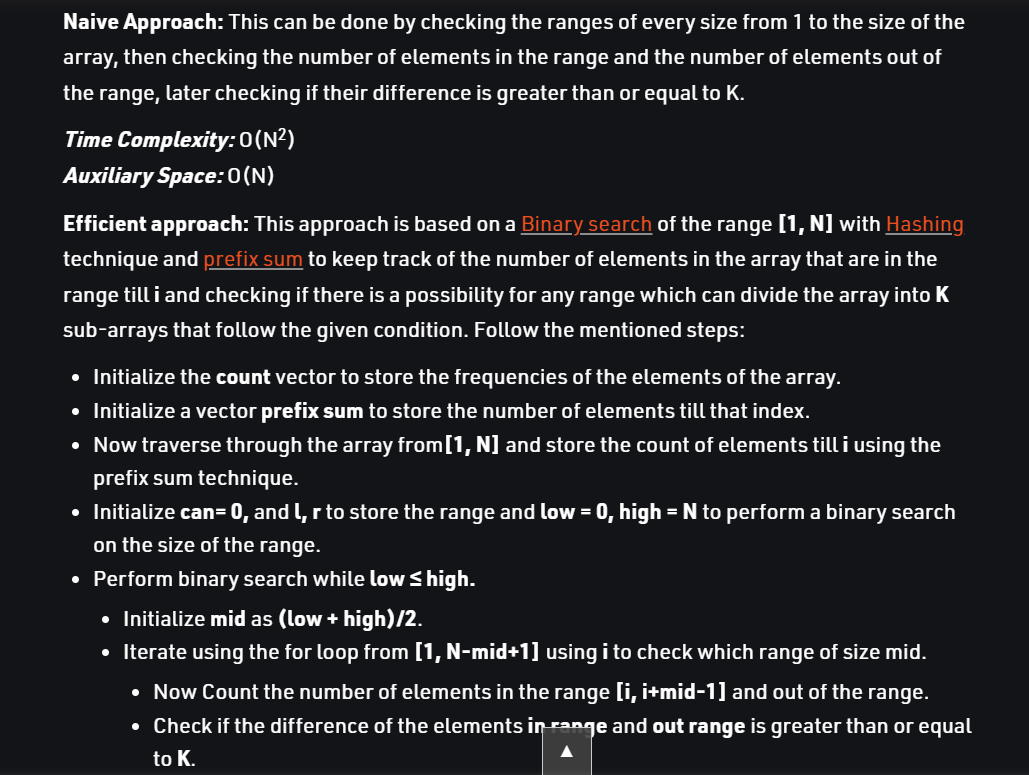 Naive Approach: This can be done by checking the ranges of every size from 1 to the size of the
array, then checking the number of elements in the range and the number of elements out of
the range, later checking if their difference is greater than or equal to K.
Time Complexity: O(N²)
Auxiliary Space: O(N)
Efficient approach: This approach is based on a Binary search of the range [1, N] with Hashing
technique and prefix sum to keep track of the number of elements in the array that are in the
range till i and checking if there is a possibility for any range which can divide the array into K
sub-arrays that follow the given condition. Follow the mentioned steps:
• Initialize the count vector to store the frequencies of the elements of the array.
• Initialize a vector prefix sum to store the number of elements till that index.
• Now traverse through the array from[1, N] and store the count of elements till i using the
prefix sum technique.
• Initialize can= 0, and l, r to store the range and low = 0, high = N to perform a binary search
on the size of the range.
• Perform binary search while low ≤ high.
• Initialize mid as (low + high)/2.
• Iterate using the for loop from [1, N-mid+1] using i to check which range of size mid.
• Now Count the number of elements in the range [i, i+mid-1] and out of the range.
• Check if the difference of the elements in range and out range is greater than or equal
to K.